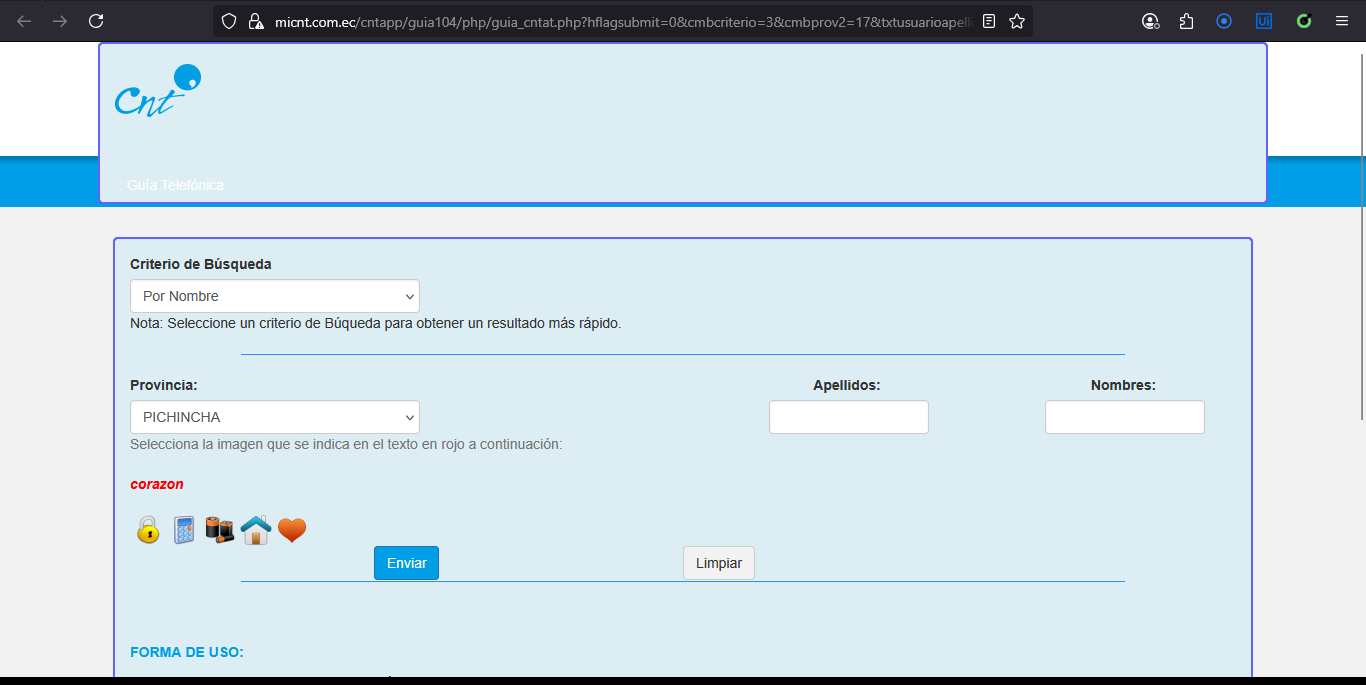 micnt.com.ec/cntapp/guia104/php/guia_cntat.php?hflagsubmit=0&cmbcriterio=3&cmbprov2=17&txtusuarioapelli
Ui
Cnt
.: Guía Telefónica
Criterio de Búsqueda
Por Nombre
Nota: Seleccione un criterio de Búqueda para obtener un resultado más rápido.
Provincia: Apellidos: Nombres:
PICHINCHA
Selecciona la imagen que se indica en el texto en rojo a continuación:
corazon
Enviar Limpiar
FORMA DE USO: